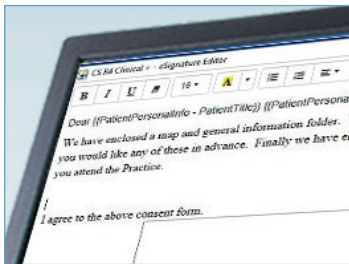 CS R4 Clinical + - eSignature Editor
B I U 16 A
Dear {{PatientPersonalInfo - PatientTitle}} {{PatientPersona
We have enclosed a map and general information folder.
you would like any of these in advance. Finally we have e
you attend the Practice.
I agree to the above consent form.